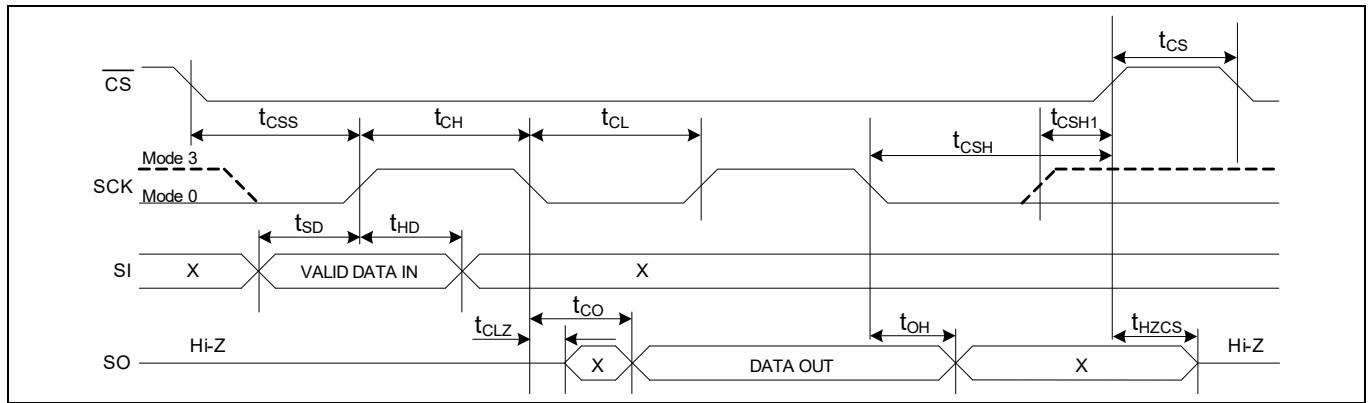 tCS
CS
tCSS
tCH
tCL
tCSH1
tCSH
Mode 3
SCK
Mode 0
tSD
tHD
SI
X
VALID DATA IN
X
tCLZ
tCO
tOH
tHZCS
SO
Hi-Z
X
DATA OUT
X
Hi-Z